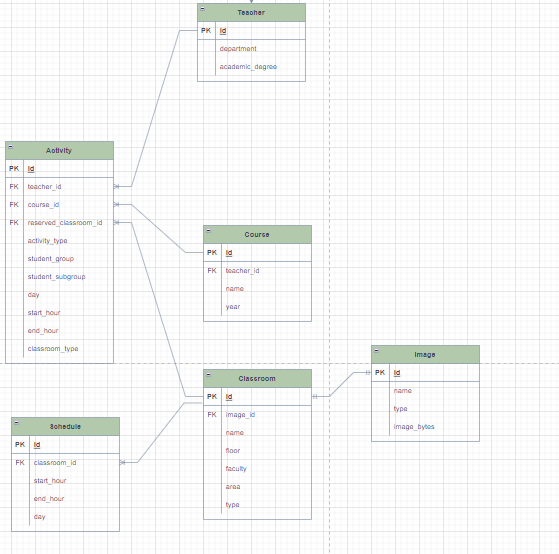 Teacher
PK id
department
academic_degree
Activity
PK id
FK teacher_id
FK course_id
FK reserved_classroom_id
activity_type
student_group
student_subgroup
day
start_hour
end_hour
classroom_type
Course
PK id
FK teacher_id
name
year
Image
PK id
name
type
image_bytes
Classroom
PK id
FK image_id
name
floor
faculty
area
type
Schedule
PK id
FK classroom_id
start_hour
end_hour
day